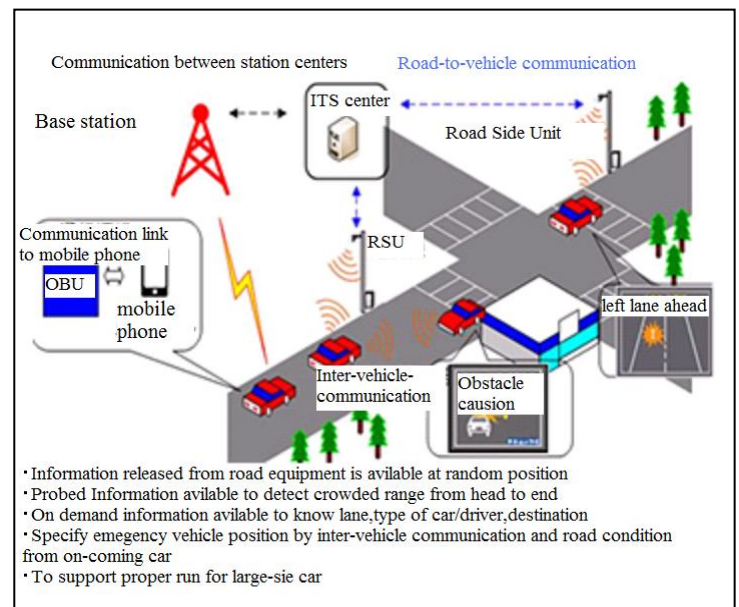 Communication between station centers
Road-to-vehicle communication
ITS center
Base station
Road Side Unit
Communication link
to mobile phone
RSU
OBU
mobile
phone
left lane ahead
Inter-vehicle-
communication
Obstacle
causion
·Information released from road equipment is avilable at random position
·Probed Information avilable to detect crowded range from head to end
·On demand information avilable to know lane,type of car/driver,destination
·Specify emegency vehicle position by inter-vehicle communication and road condition
from on-coming car
·To support proper run for large-sie car